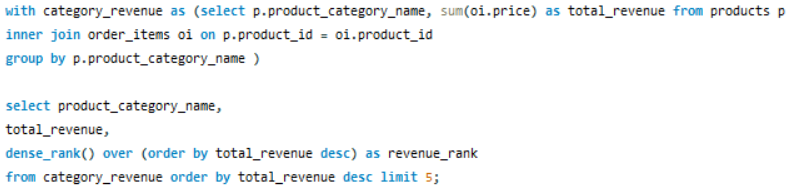 with category_revenue as (select p.product_category_name, sum(oi.price) as total_revenue from products p
inner join order_items oi on p.product_id = oi.product_id
group by p.product_category_name )
select product_category_name,
total_revenue,
dense_rank() over (order by total_revenue desc) as revenue_rank
from category_revenue order by total_revenue desc limit 5;